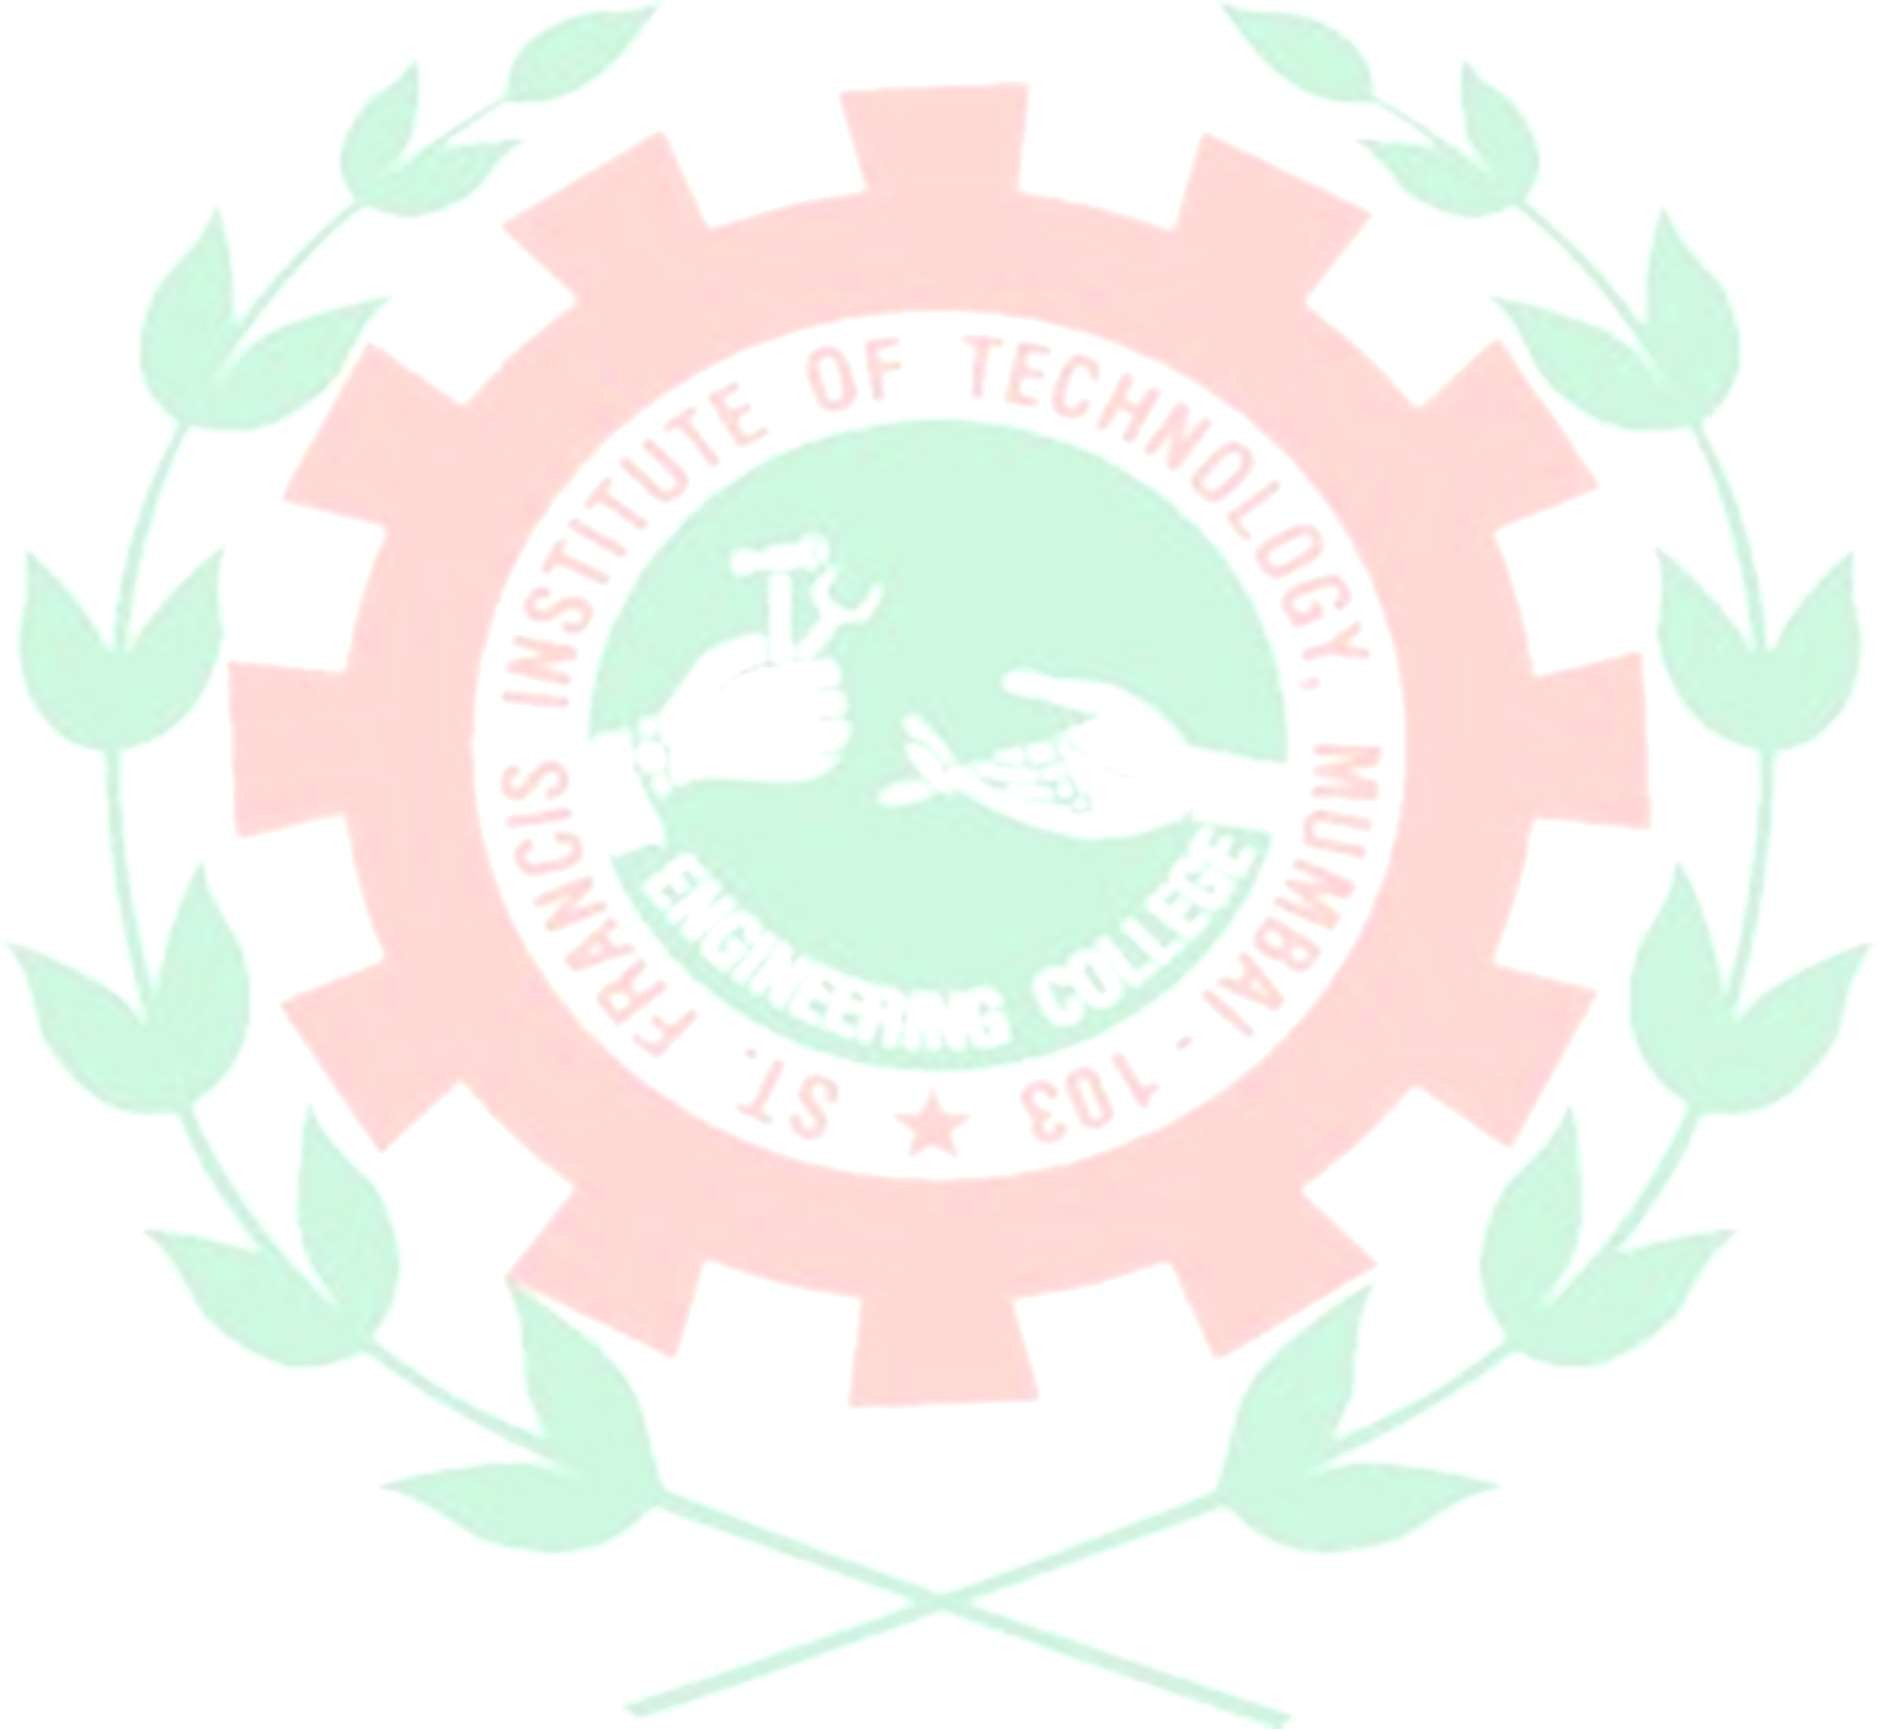 ST. FRANCIS INSTITUTE OF TECHNOLOGY, MUMBAI - 103
ENGINEERING COLLEGE